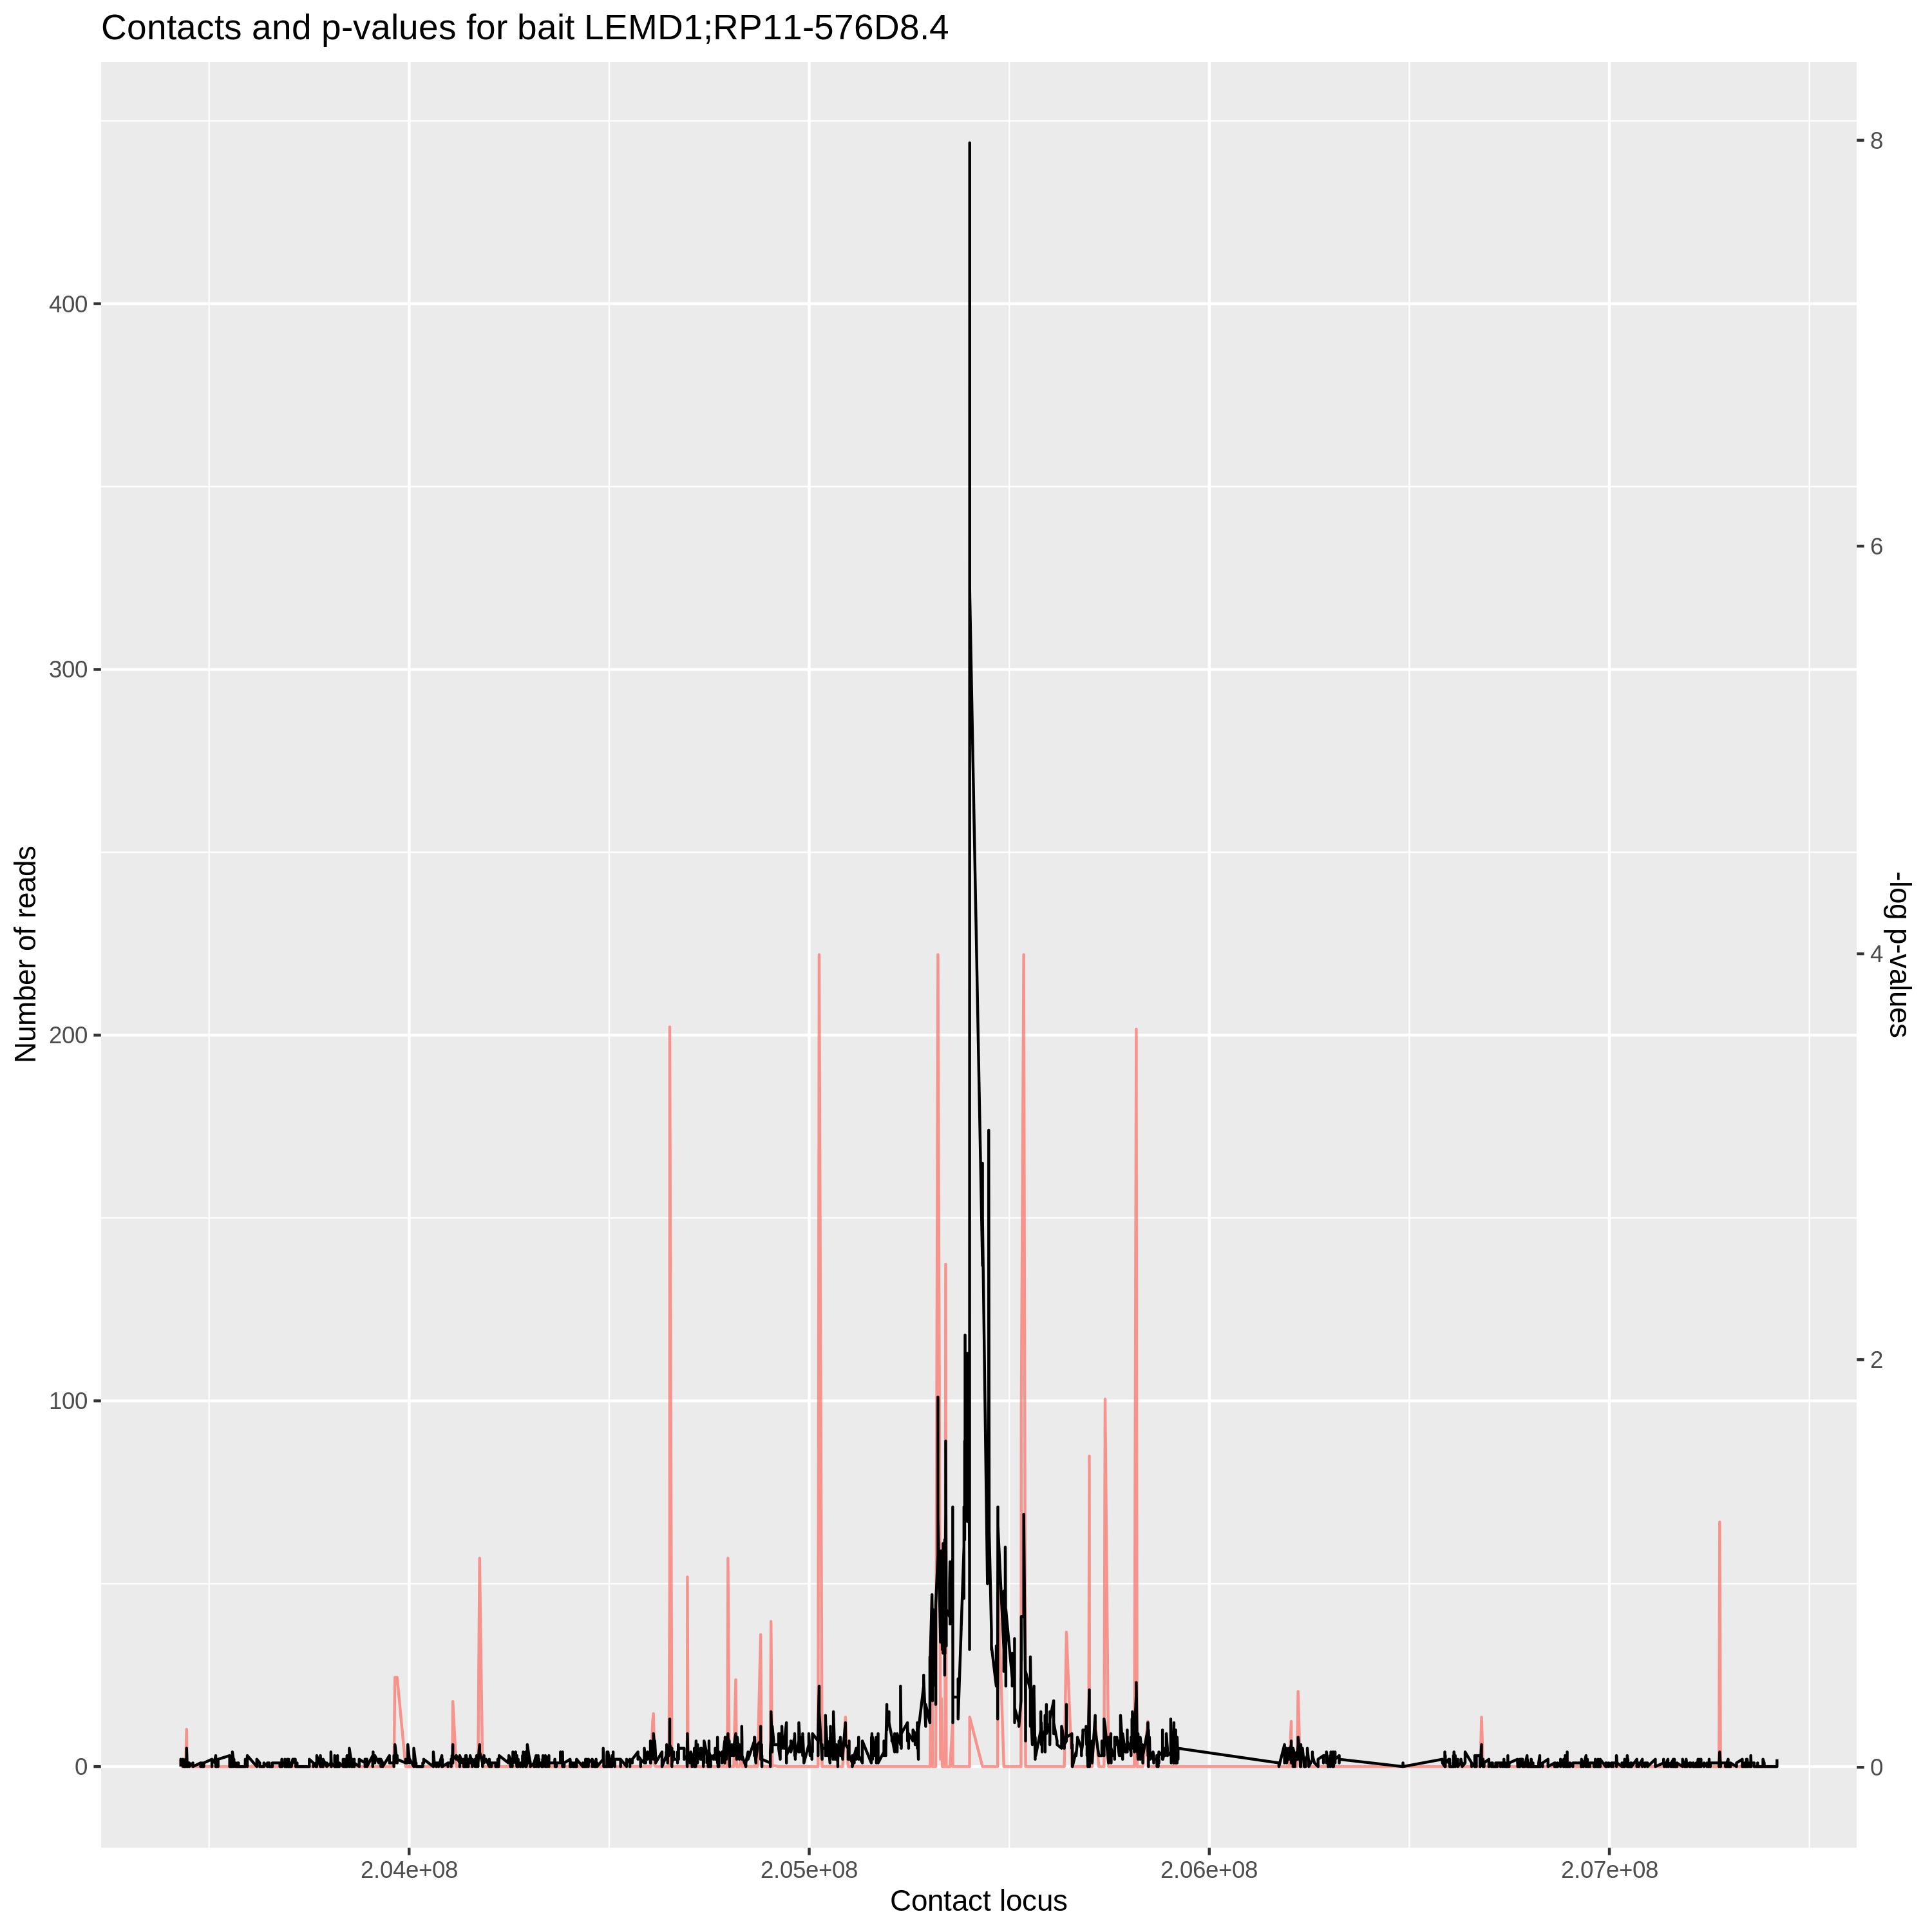 Contacts and p-values for bait LEMD1;RP11-576D8.4
Number of reads
400
300
200
100
0
8
6
4
2
0
-log p-values
2.04e+08 2.05e+08 2.06e+08 2.07e+08
Contact locus